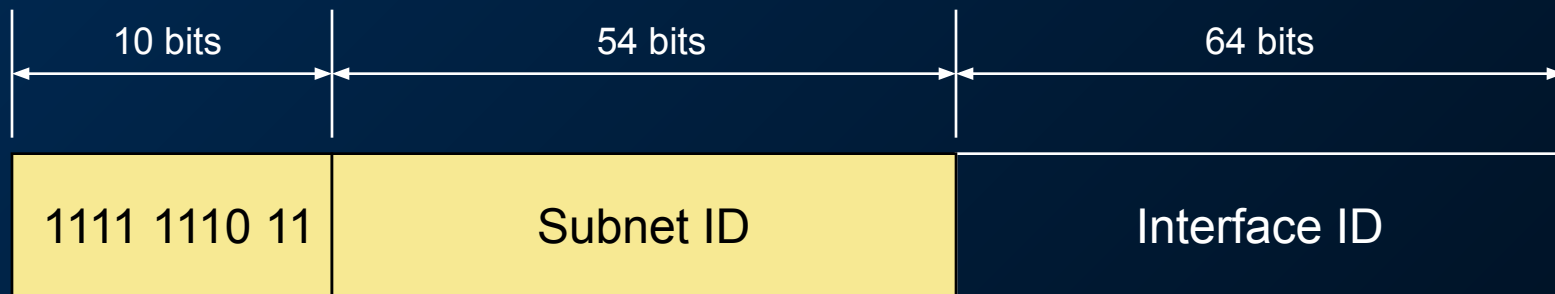 10 bits 54 bits 64 bits
1111 1110 11 Subnet ID Interface ID